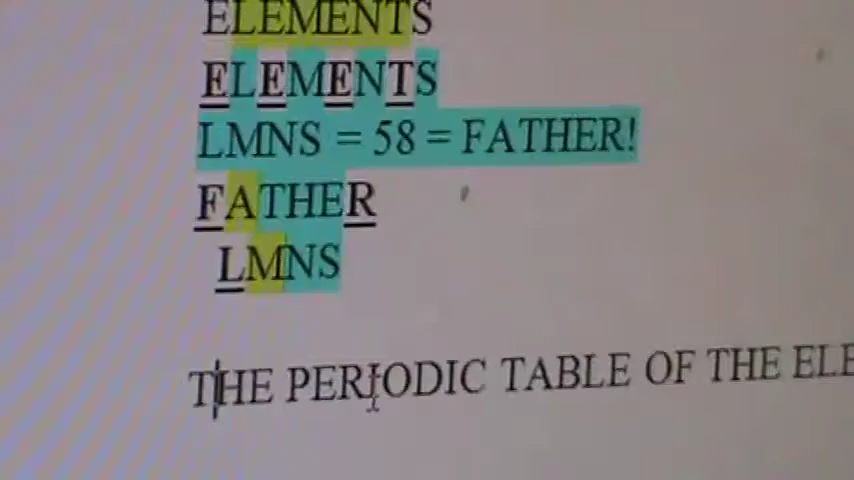 ELEMENTS
ELEMENTS
LMNS = 58 = FATHER!
FATHER
LMNS
THE PERIODIC TABLE OF THE ELE